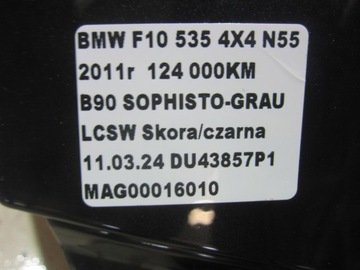 BMW F10 535 4X4 N55
2011r 124 000KM
B90 SOPHISTO-GRAU
LCSW Skora/czarna
11.03.24 DU43857P1
MAG00016010